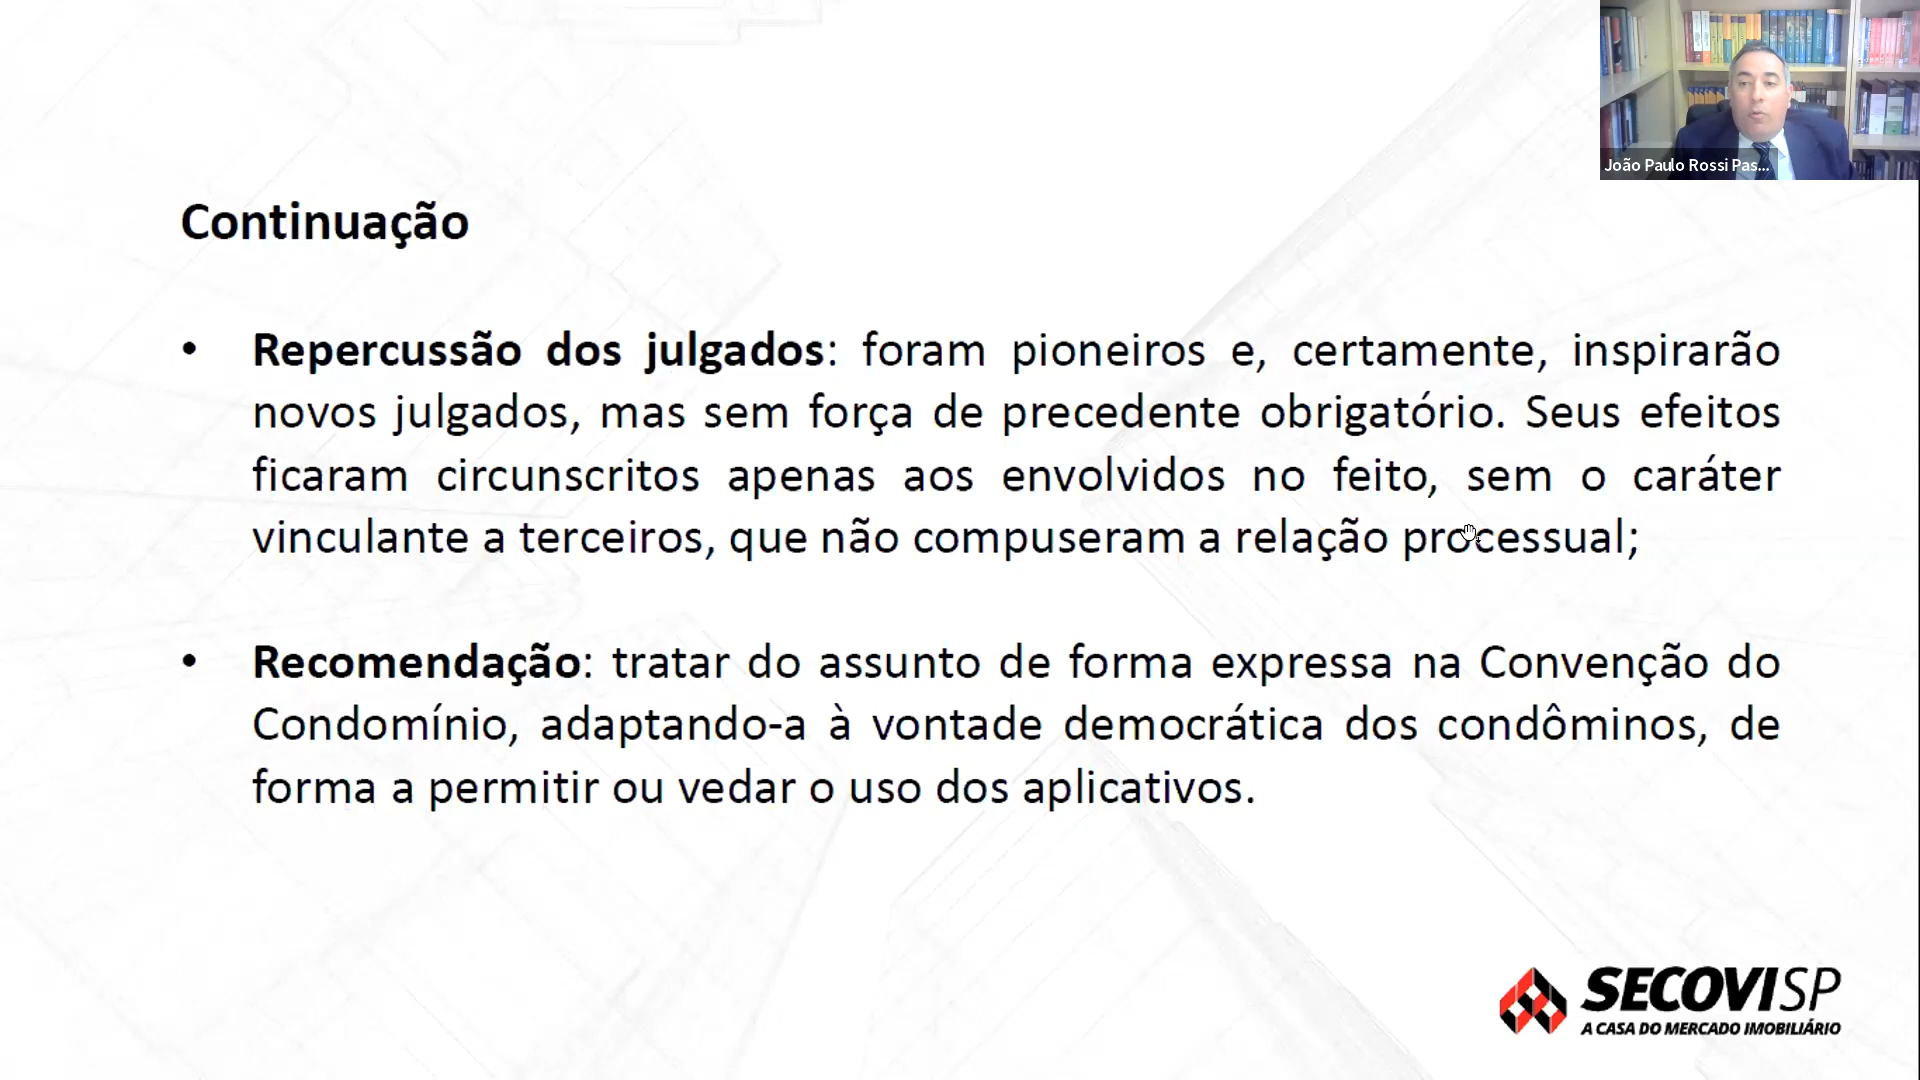 João Paulo Rossi Pas...
Continuação
• Repercussão dos julgados: foram pioneiros e, certamente, inspirarão
novos julgados, mas sem força de precedente obrigatório. Seus efeitos
ficaram circunscritos apenas aos envolvidos no feito, sem o caráter
vinculante a terceiros, que não compuseram a relação processual;
• Recomendação: tratar do assunto de forma expressa na Convenção do
Condomínio, adaptando-a à vontade democrática dos condôminos, de
forma a permitir ou vedar o uso dos aplicativos.
SECOVISP
A CASA DO MERCADO IMOBILIÁRIO